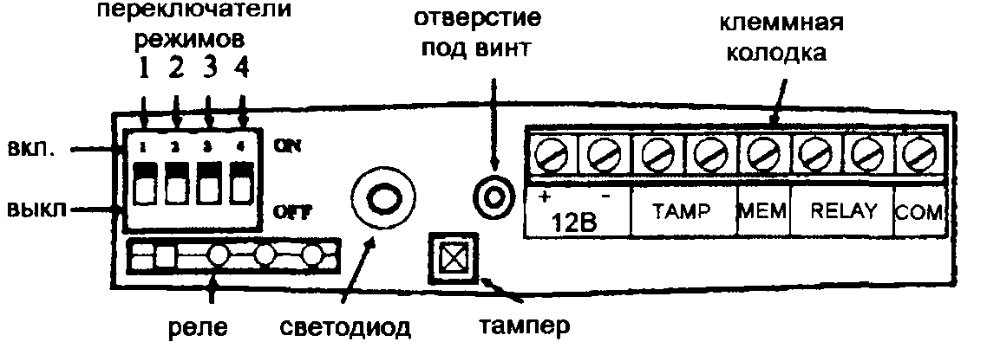 переключатели
режимов
1 2 3 4
отверстие
под винт
клеммная
колодка
вкл.
1 2 3 4 ON
выкл
OFF
+ -
12В
TAMP
MEM
RELAY
COM
реле
светодиод
тампер